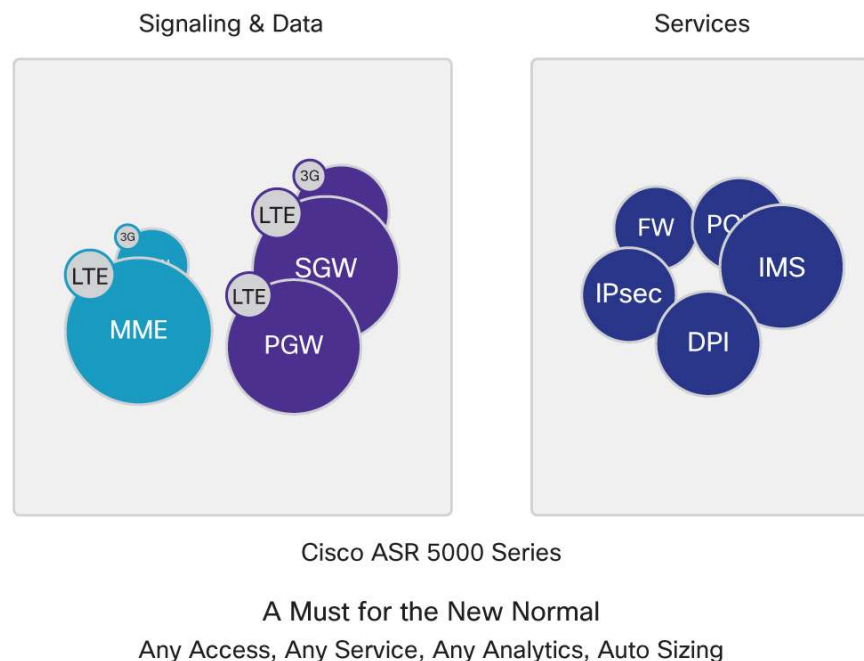 Signaling & Data
Services
3G
LTE
SGW
3G
LTE
MME
LTE
PGW
FW
IMS
IPsec
DPI
Cisco ASR 5000 Series
A Must for the New Normal
Any Access, Any Service, Any Analytics, Auto Sizing